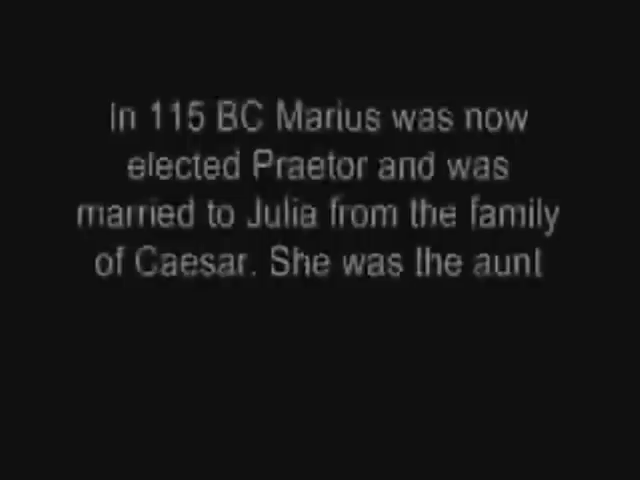 In 115 BC Marius was now
elected Praetor and was
married to Julia from the family
of Caesar. She was the aunt